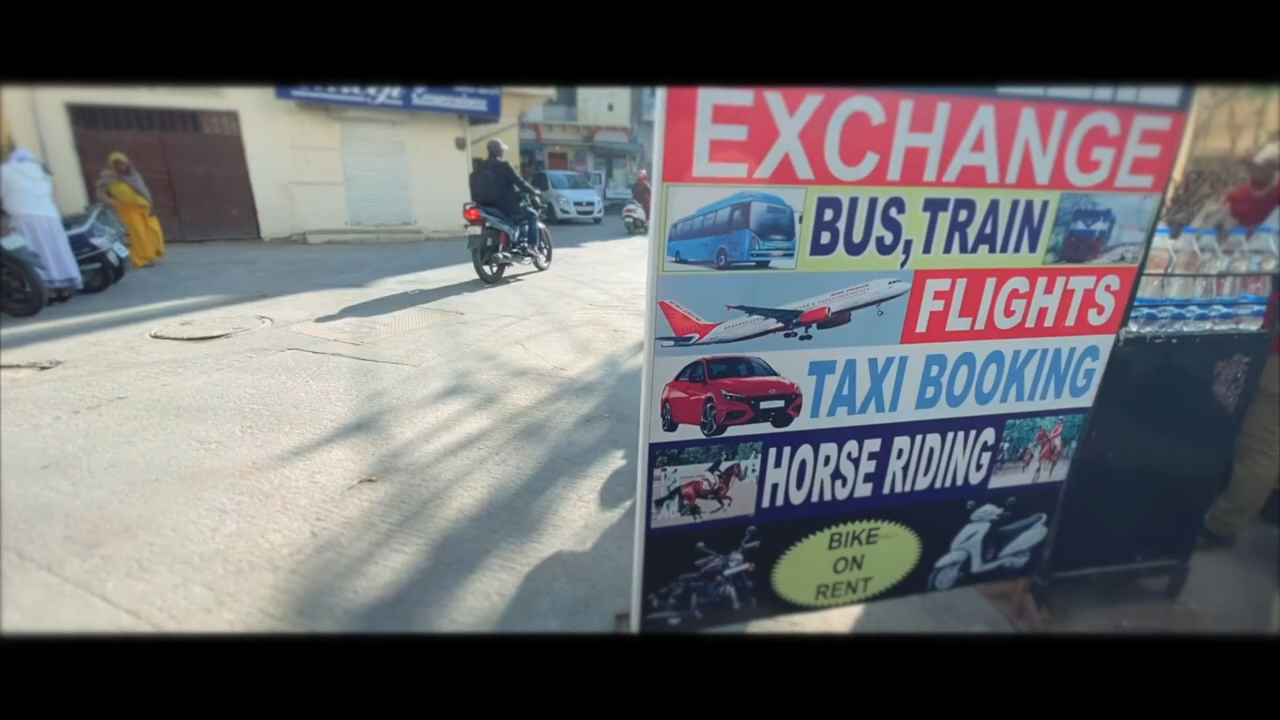 EXCHANGE
BUS,TRAIN
FLIGHTS
TAXI BOOKING
HORSE RIDING
BIKE
ON
RENT